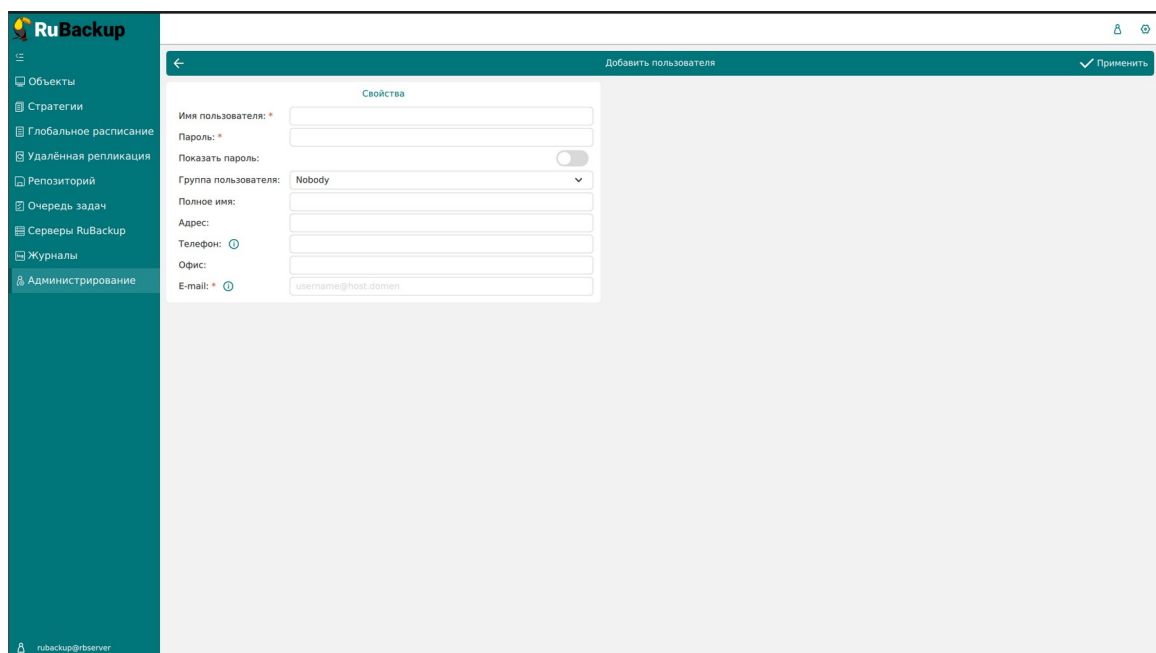 RuBackup
Объекты
Стратегии
Глобальное расписание
Удалённая репликация
Репозиторий
Очередь задач
Серверы RuBackup
Журналы
Администрирование
rubackup@rbserver
Добавить пользователя
Применить
Свойства
Имя пользователя: *
Пароль: *
Показать пароль:
Группа пользователя: Nobody
Полное имя:
Адрес:
Телефон:
Офис:
E-mail: * username@host.domen